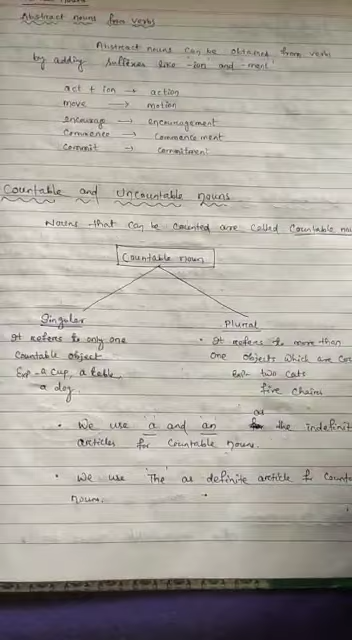 nouns
Abstract nouns from verbs
Abstract nouns can be obtained from verbs
by adding suffixes like '-ion' and '-ment'
act + ion → action
move → motion
encourage → encouragement
commence → commencement
commit → commitment
Countable and Uncountable nouns
Nouns that can be counted are called Countable
Countable noun
Singular
It refers to only one
countable object
Exp - a cup, a table,
a dog.
Plural
• It refers to more than
one objects which are
Exp- two cats
five chairs
• We use 'a' and 'an' as the
articles for Countable nouns.
• We use 'The' as definite article for
noun.